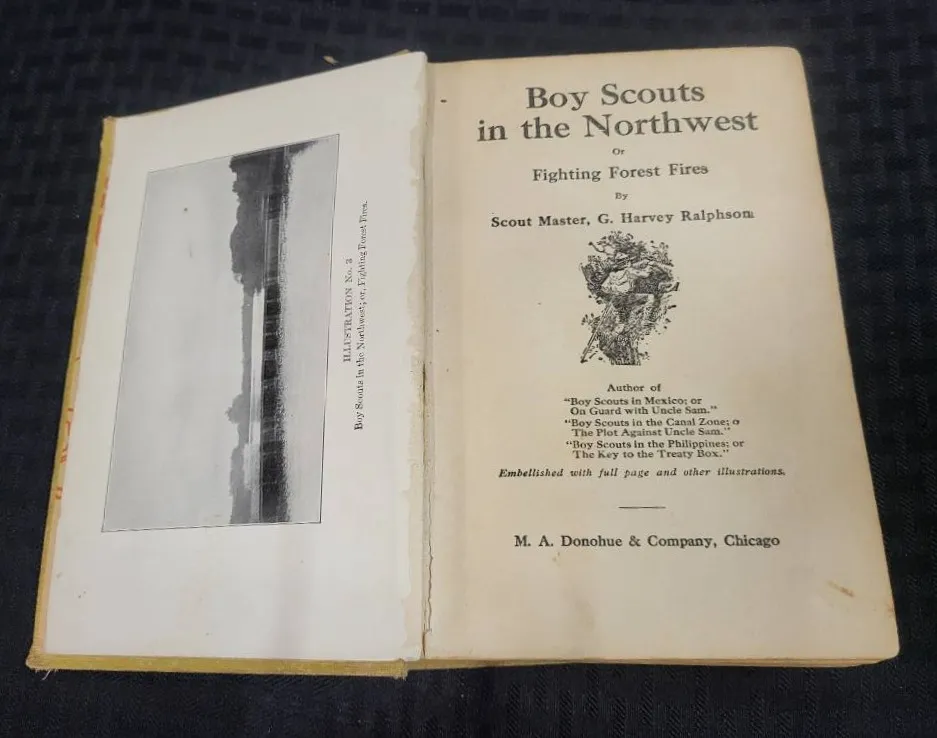 ILLUSTRATION No. 3
Boy Scouts in the Northwest; or, Fighting Forest Fires.
Boy Scouts
in the Northwest
Or
Fighting Forest Fires
By
Scout Master, G. Harvey Ralphson
Author of
"Boy Scouts in Mexico; or
On Guard with Uncle Sam."
"Boy Scouts in the Canal Zone; o
The Plot Against Uncle Sam."
"Boy Scouts in the Philippines; or
The Key to the Treaty Box."
Embellished with full page and other illustrations.
M. A. Donohue & Company, Chicago